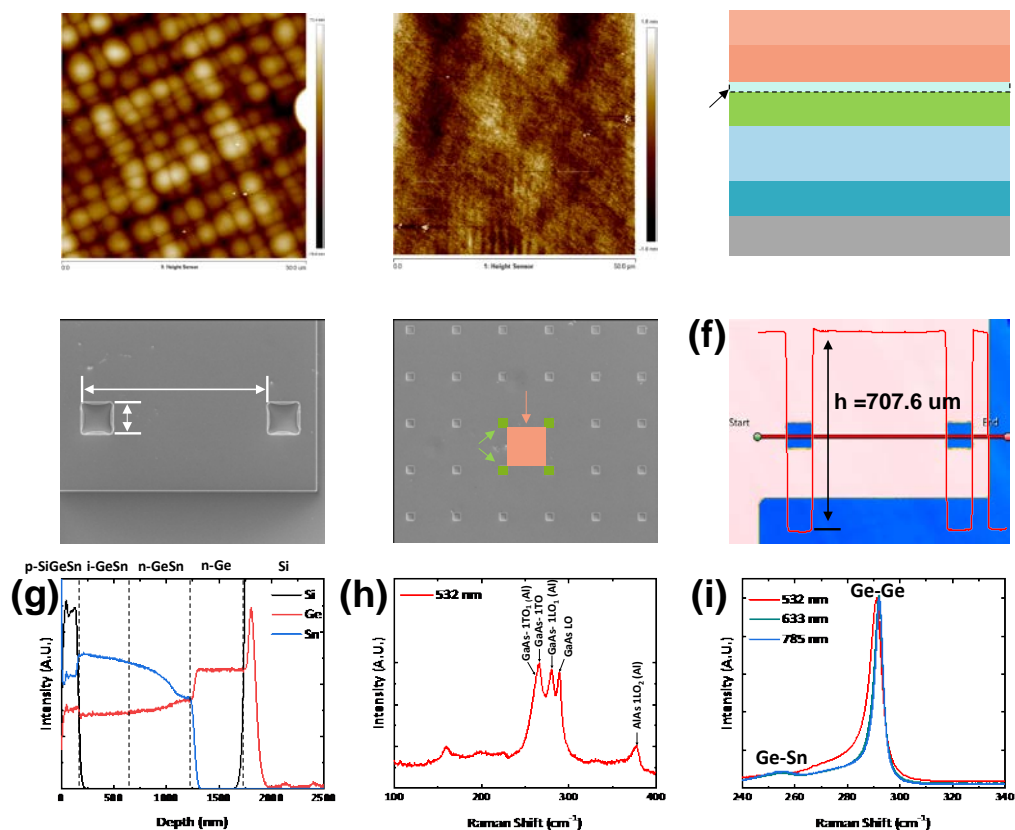 0.0
1: Height Sensor
50.0 um
0.0
1: Height Sensor
50.0 µm
1.8 nm
(f)
h =707.6 um
Start
End
p-SiGeSn
i-GeSn
n-GeSn
n-Ge
Si
(g)
Si
Ge
Sn
Intensity (A.U.)
500
1000
1500
2000
2500
Depth (nm)
(h)
532 nm
GaAs- 1TO₁ (Al)
GaAs- 1TO
GaAs- 1LO₁ (Al)
GaAs LO
AlAs 1LO₂ (Al)
Intensity (A.U.)
100
200
300
400
Raman Shift (cm⁻¹)
(i)
532 nm
633 nm
785 nm
Ge-Ge
Ge-Sn
Intensity (A.U.)
240
260
280
300
320
340
Raman Shift (cm⁻¹)